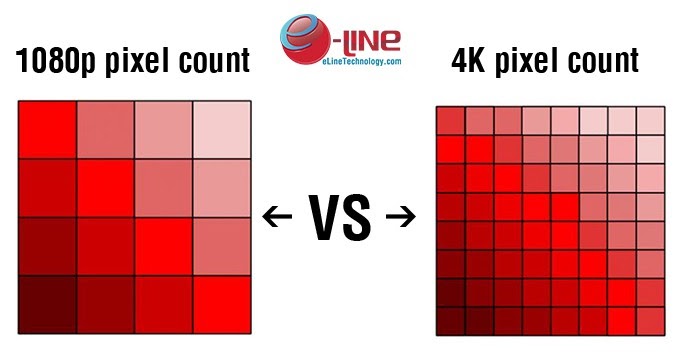 e-LINE
eLineTechnology.com
1080p pixel count
4K pixel count
← VS →